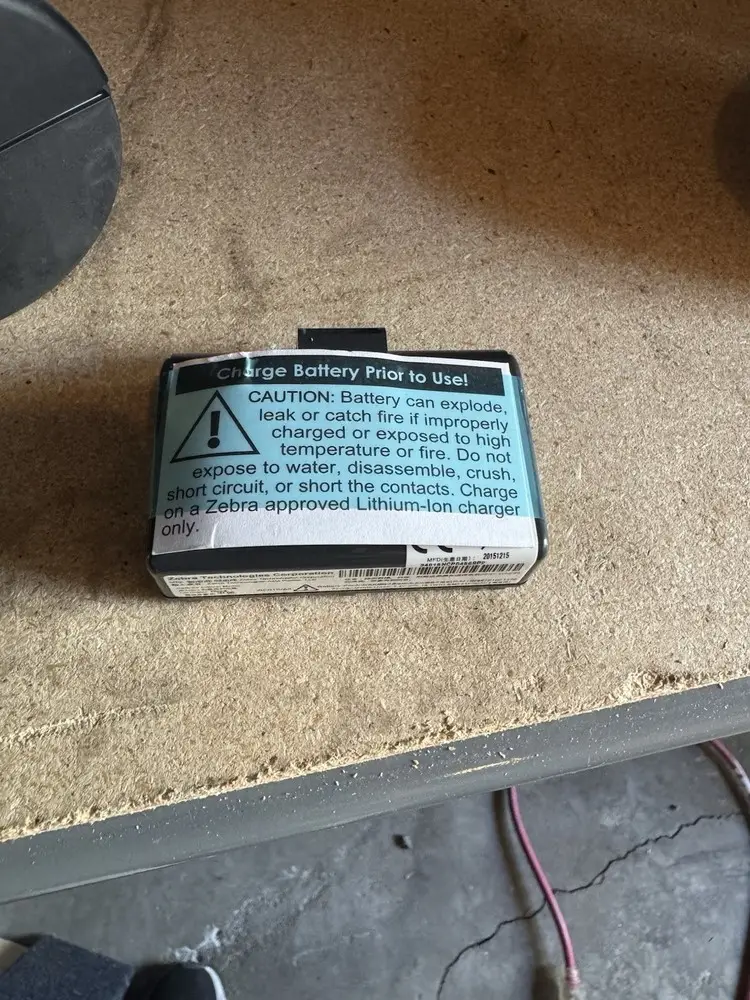 Charge Battery Prior to Use!
CAUTION: Battery can explode,
leak or catch fire if improperly
charged or exposed to high
temperature or fire. Do not
expose to water, disassemble, crush,
short circuit, or short the contacts. Charge
on a Zebra approved Lithium-Ion charger
only.
20151215
Zebra Technologies Corporation